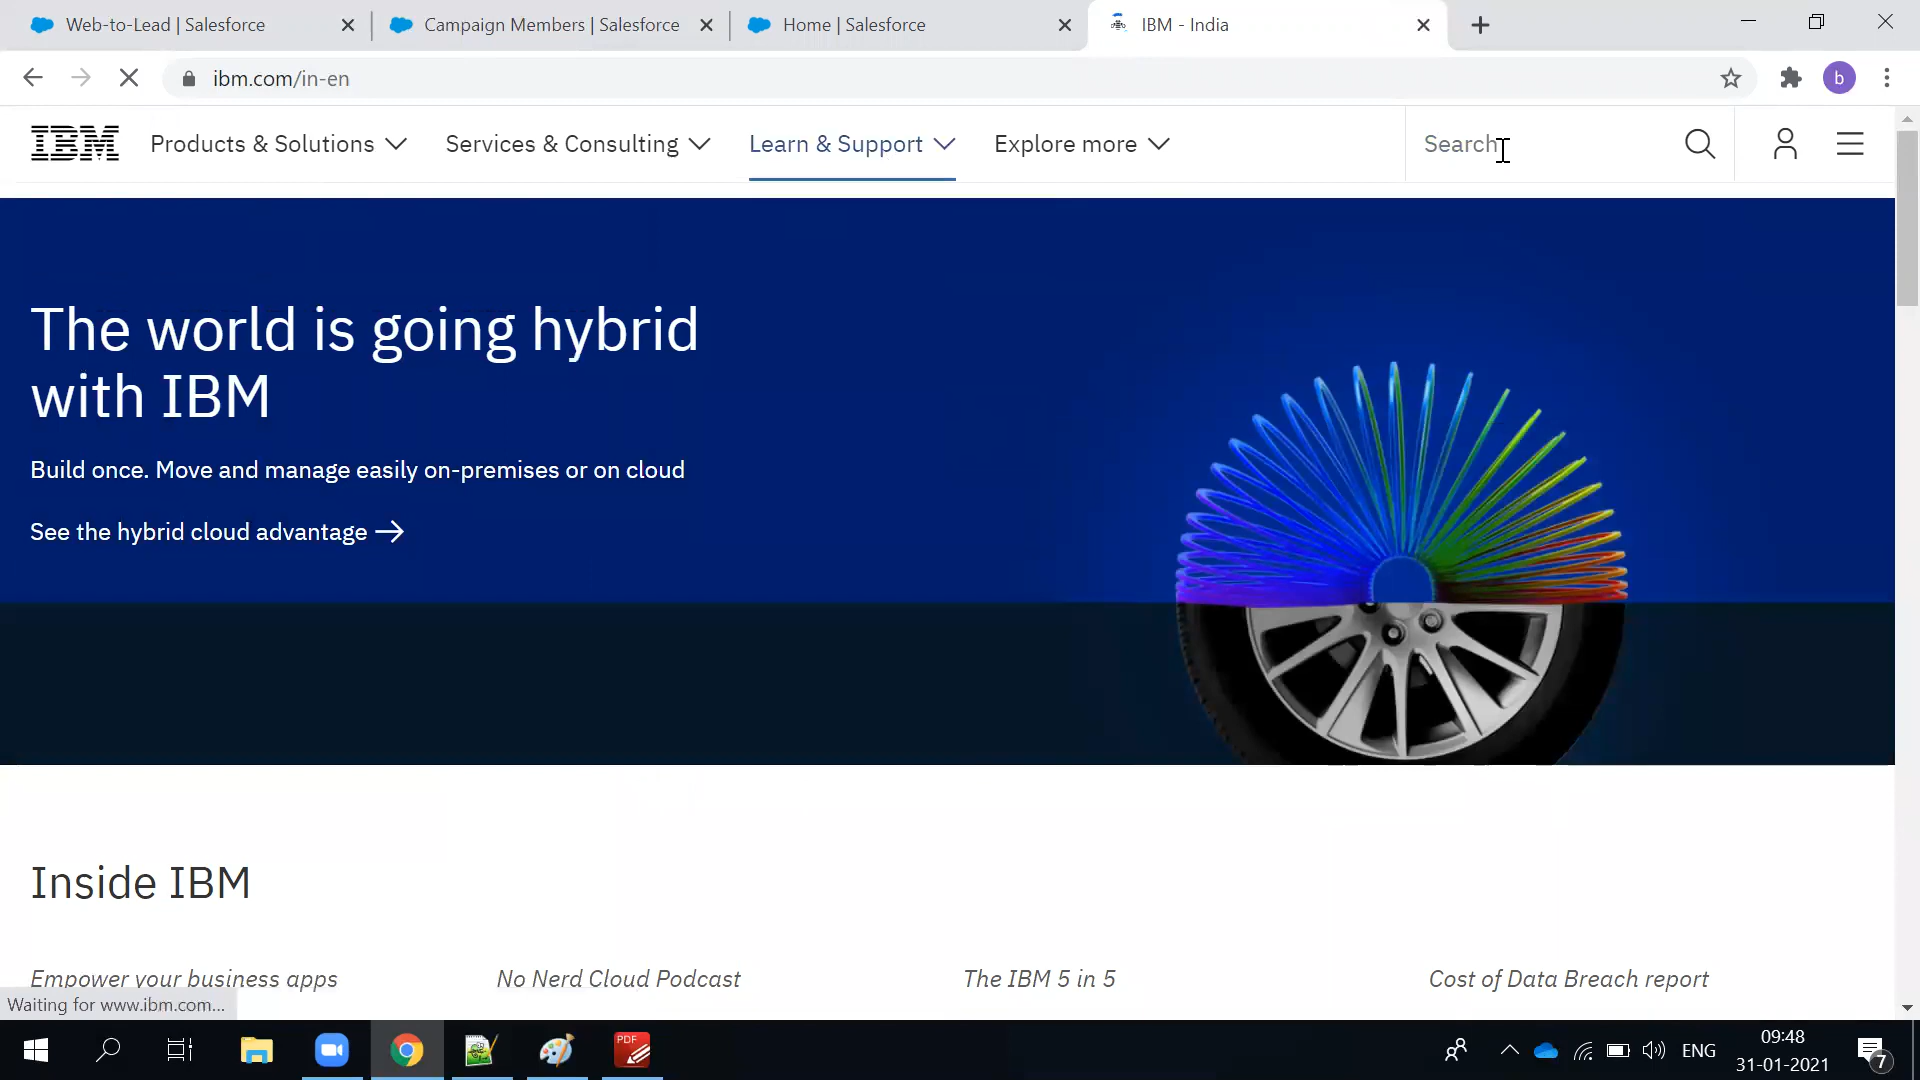 Web-to-Lead | Salesforce
Campaign Members | Salesforce
Home | Salesforce
IBM - India
ibm.com/in-en
b
IBM
Products & Solutions
Services & Consulting
Learn & Support
Explore more
Search
The world is going hybrid
with IBM
Build once. Move and manage easily on-premises or on cloud
See the hybrid cloud advantage
Inside IBM
Empower your business apps
No Nerd Cloud Podcast
The IBM 5 in 5
Cost of Data Breach report
Waiting for www.ibm.com...
PDF
ENG
09:48
31-01-2021
7